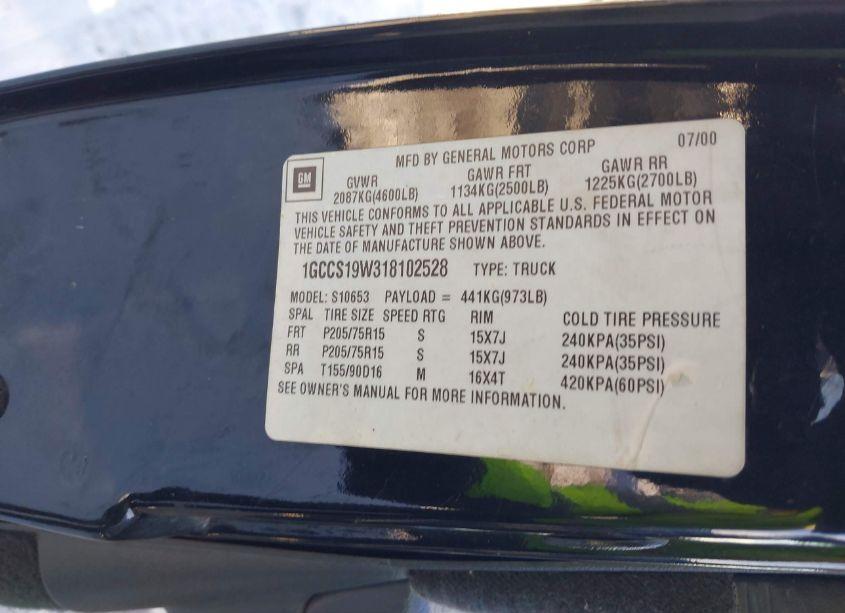 MFD BY GENERAL MOTORS CORP 07/00
GM GVWR GAWR FRT GAWR RR
2087KG(4600LB) 1134KG(2500LB) 1225KG(2700LB)
THIS VEHICLE CONFORMS TO ALL APPLICABLE U.S. FEDERAL MOTOR
VEHICLE SAFETY AND THEFT PREVENTION STANDARDS IN EFFECT ON
THE DATE OF MANUFACTURE SHOWN ABOVE.
1GCCS19W318102528 TYPE: TRUCK
MODEL: S10653 PAYLOAD = 441KG(973LB)
SPAL TIRE SIZE SPEED RTG RIM COLD TIRE PRESSURE
FRT P205/75R15 S 15X7J 240KPA(35PSI)
RR P205/75R15 S 15X7J 240KPA(35PSI)
SPA T155/90D16 M 16X4T 420KPA(60PSI)
SEE OWNER'S MANUAL FOR MORE INFORMATION.